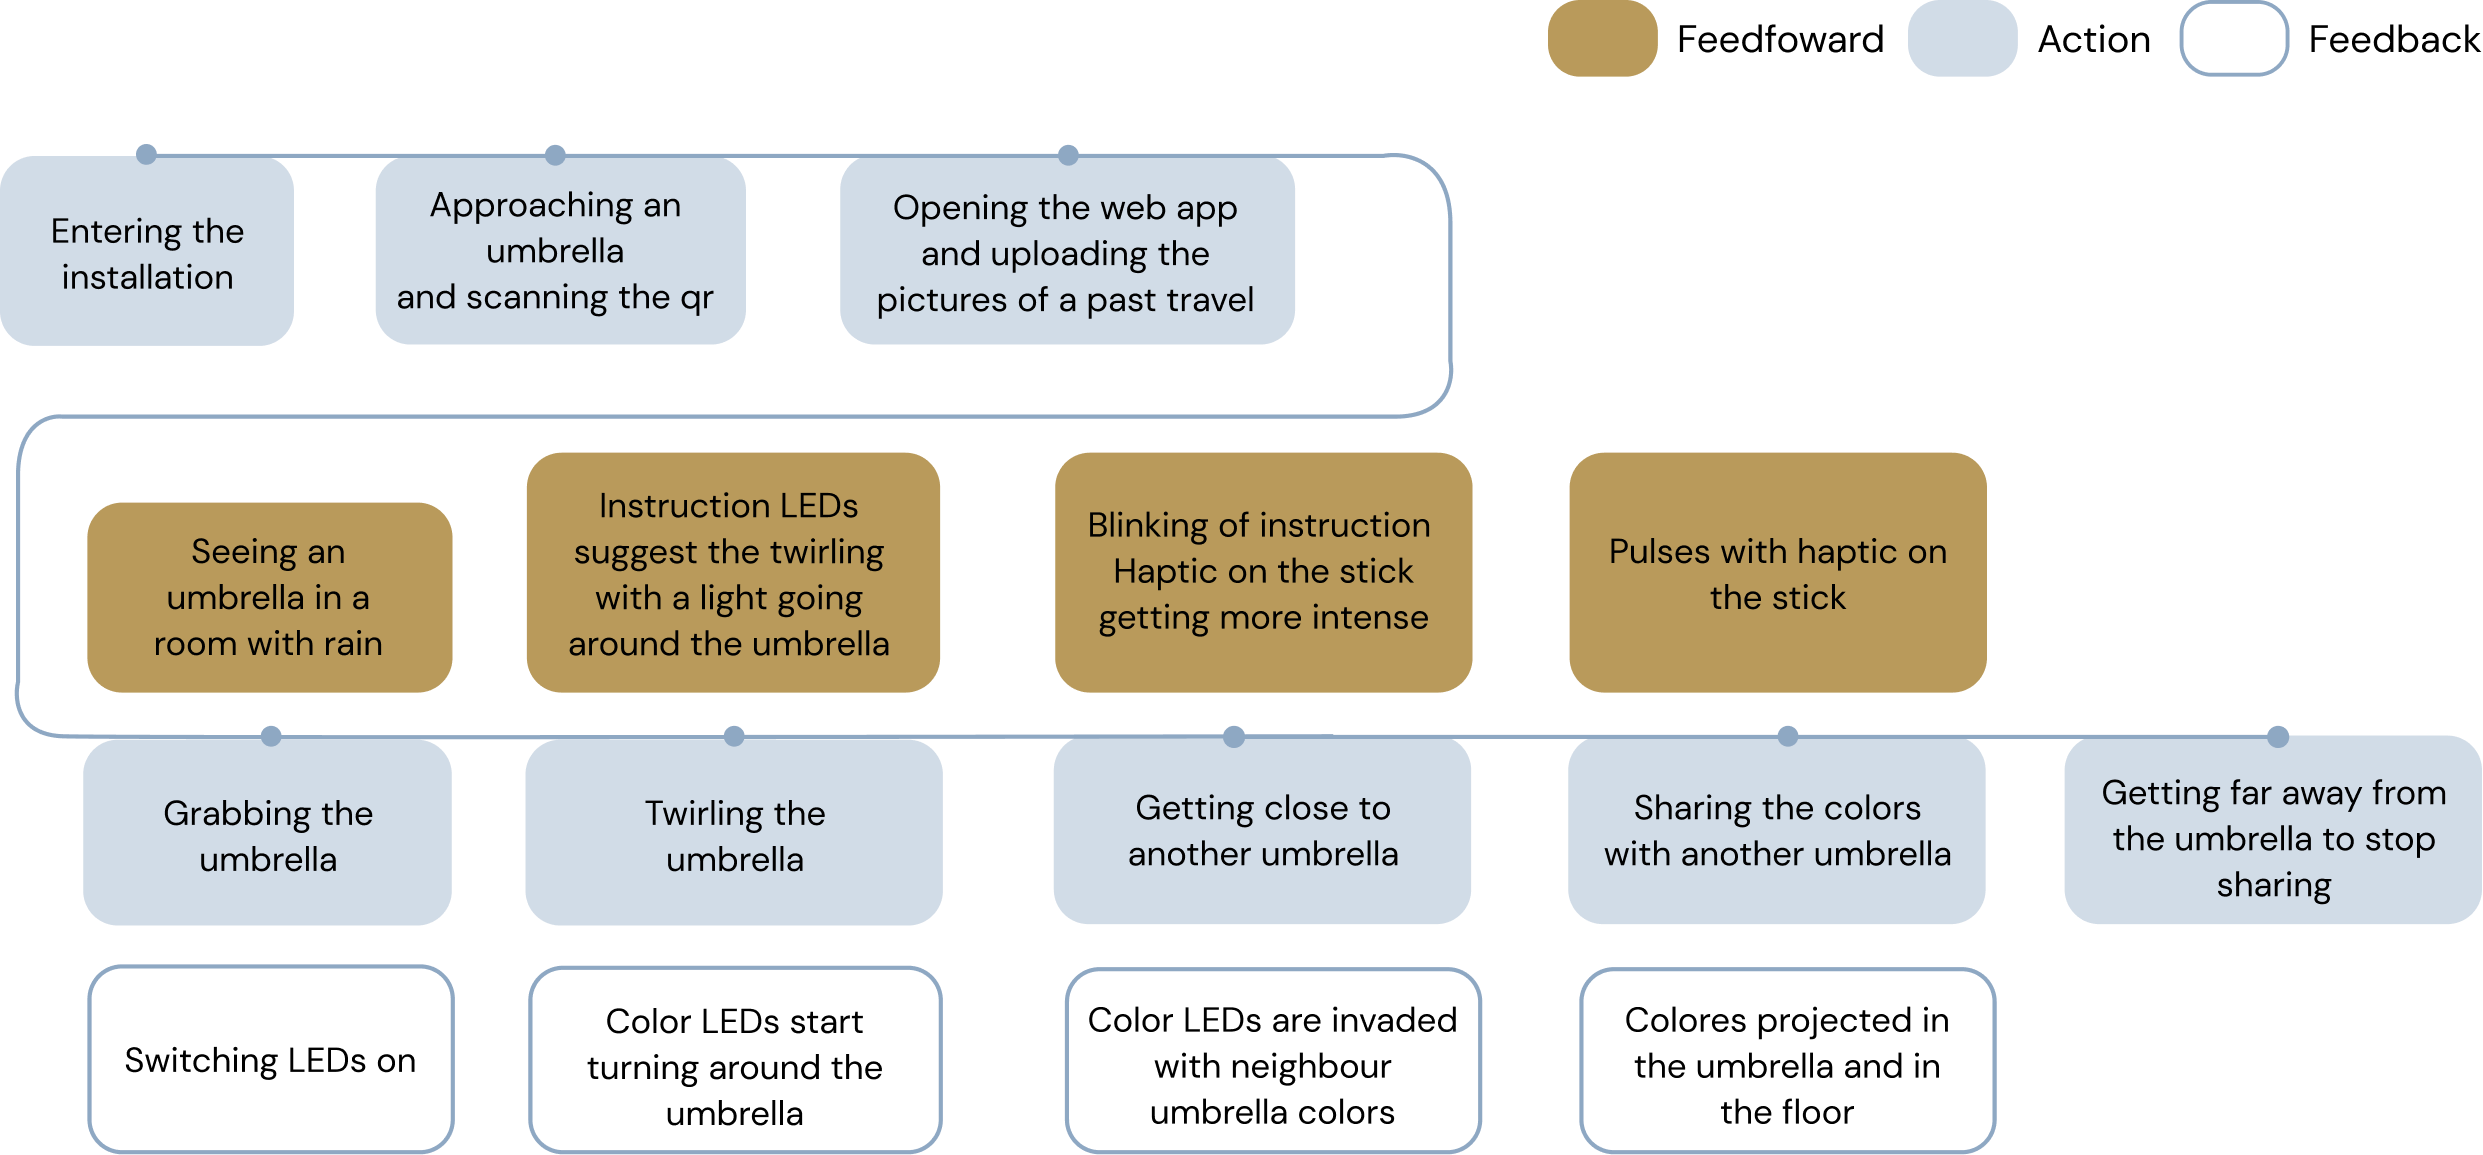 Feedfoward
Action
Feedback
Entering the
installation
Approaching an
umbrella
and scanning the qr
Opening the web app
and uploading the
pictures of a past travel
Seeing an
umbrella in a
room with rain
Instruction LEDs
suggest the twirling
with a light going
around the umbrella
Blinking of instruction
Haptic on the stick
getting more intense
Pulses with haptic on
the stick
Grabbing the
umbrella
Twirling the
umbrella
Getting close to
another umbrella
Sharing the colors
with another umbrella
Getting far away from
the umbrella to stop
sharing
Switching LEDs on
Color LEDs start
turning around the
umbrella
Color LEDs are invaded
with neighbour
umbrella colors
Colores projected in
the umbrella and in
the floor